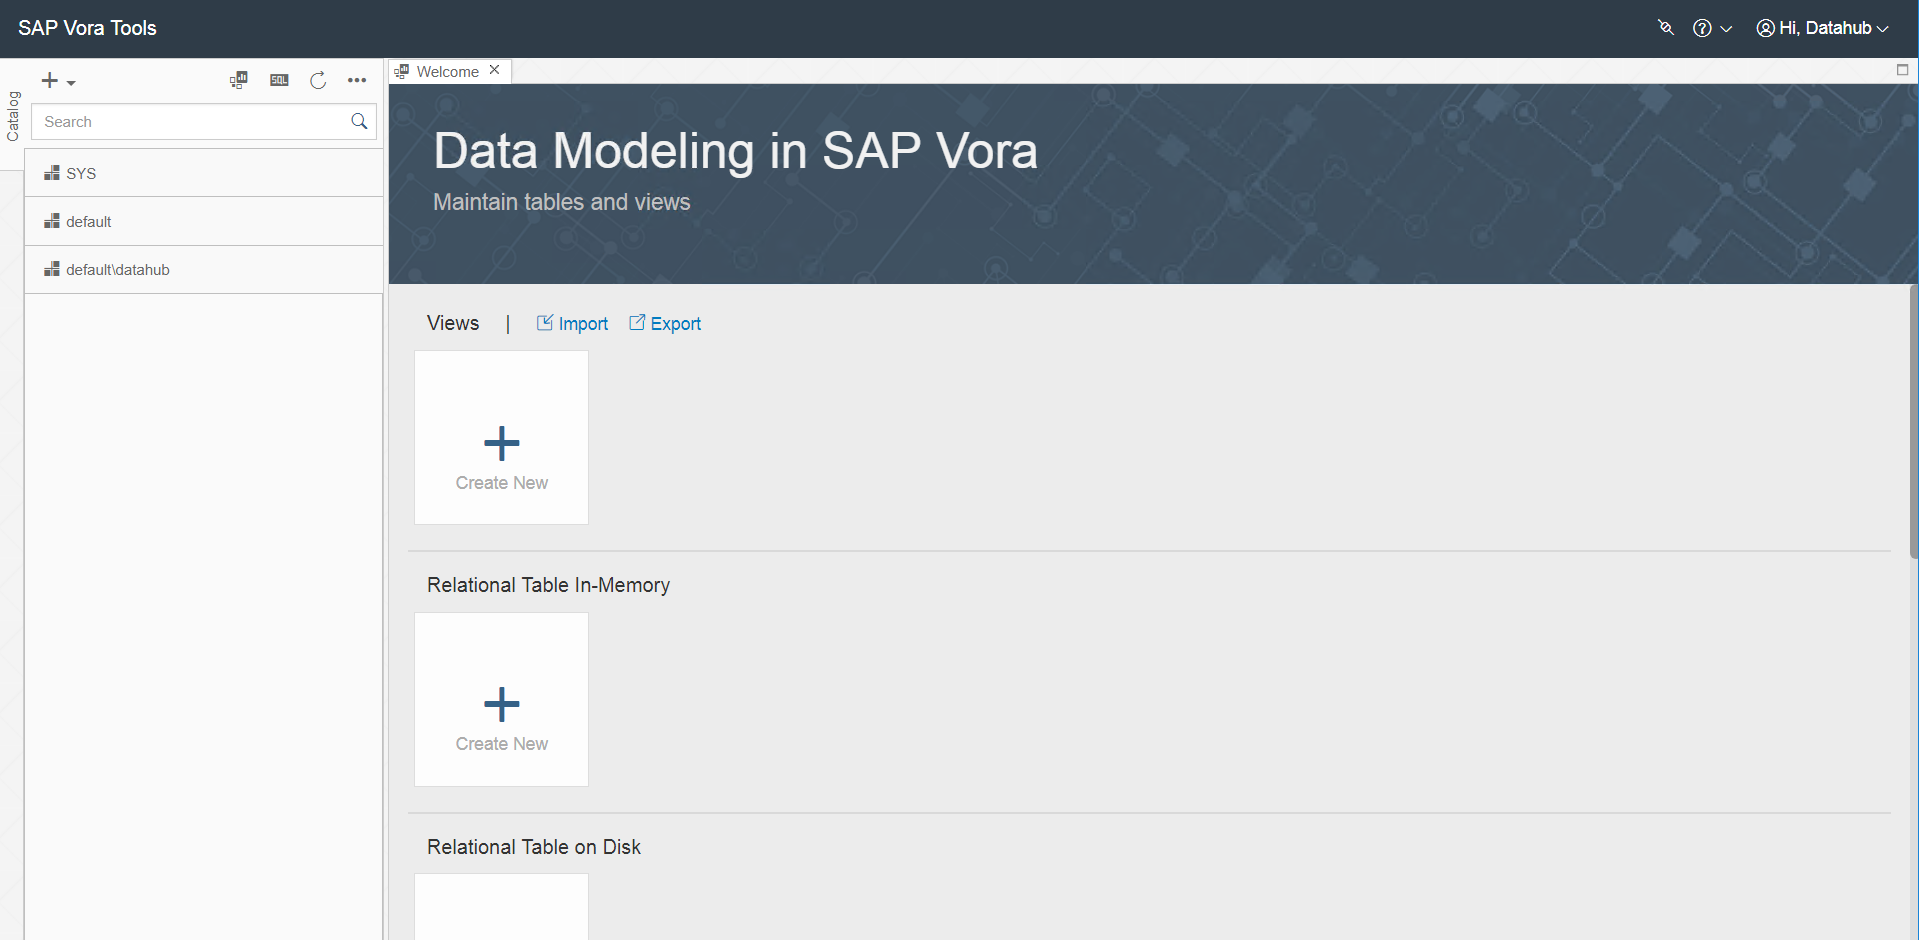 SAP Vora Tools
Hi, Datahub
Catalog
SQL
Search
SYS
default
default\datahub
Welcome
Data Modeling in SAP Vora
Maintain tables and views
Views | Import Export
Create New
Relational Table In-Memory
Create New
Relational Table on Disk